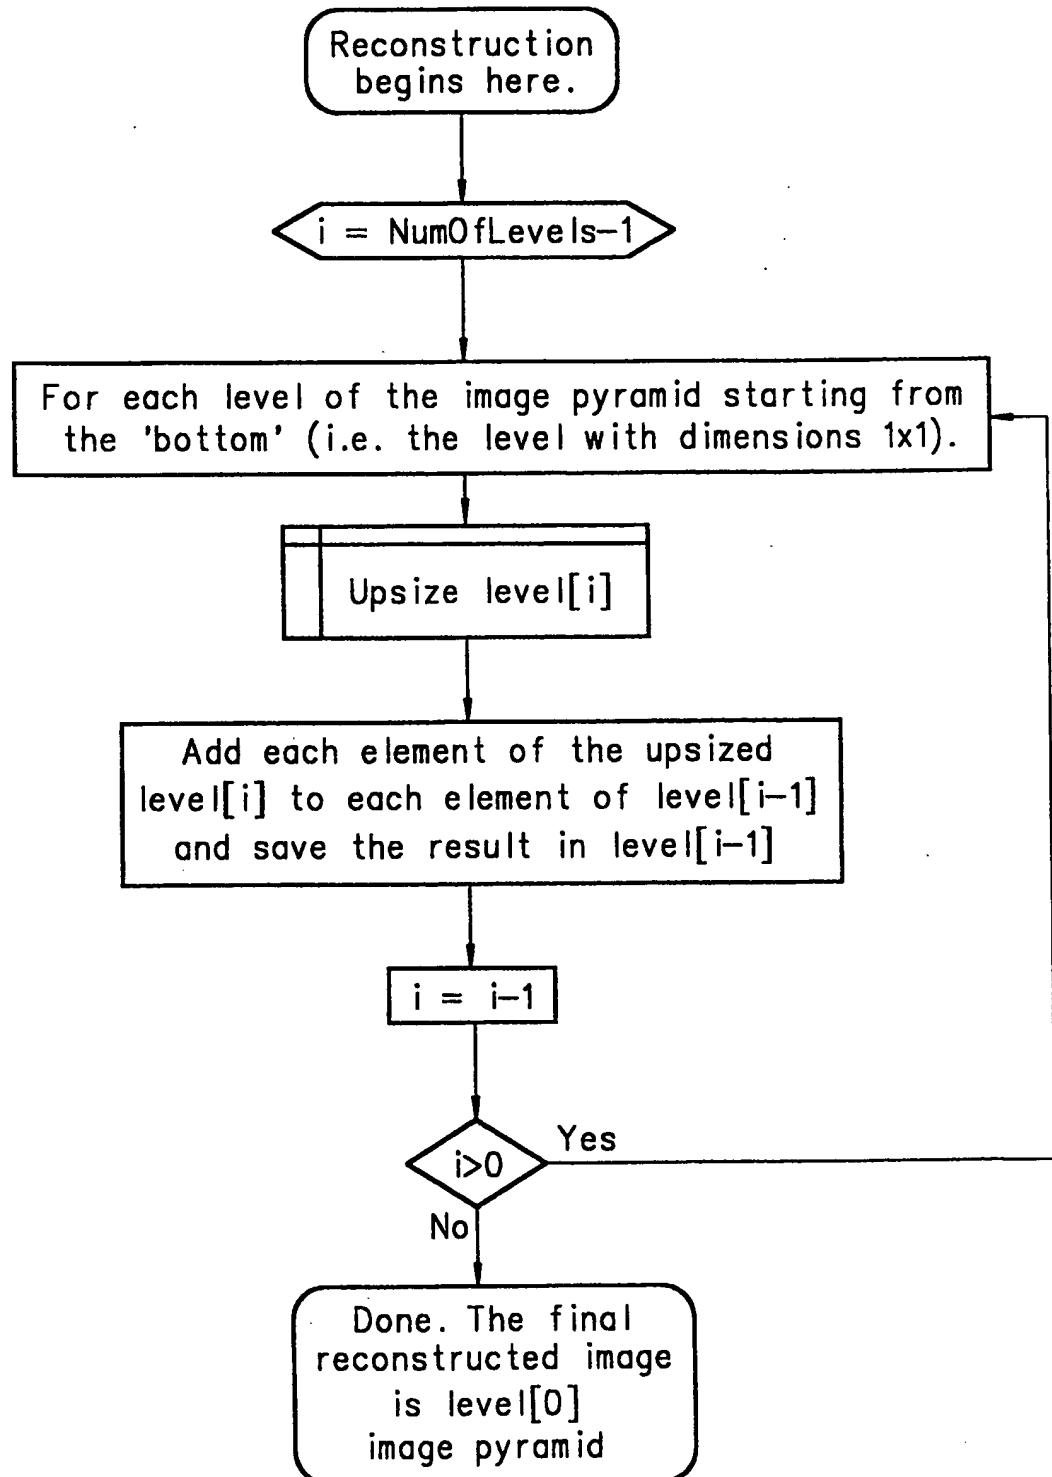 Reconstruction
begins here.
i = NumOfLevels-1
For each level of the image pyramid starting from
the 'bottom' (i.e. the level with dimensions 1x1).
Upsize level[i]
Add each element of the upsized
level[i] to each element of level[i-1]
and save the result in level[i-1]
i = i-1
i>0
Yes
No
Done. The final
reconstructed image
is level[0]
image pyramid